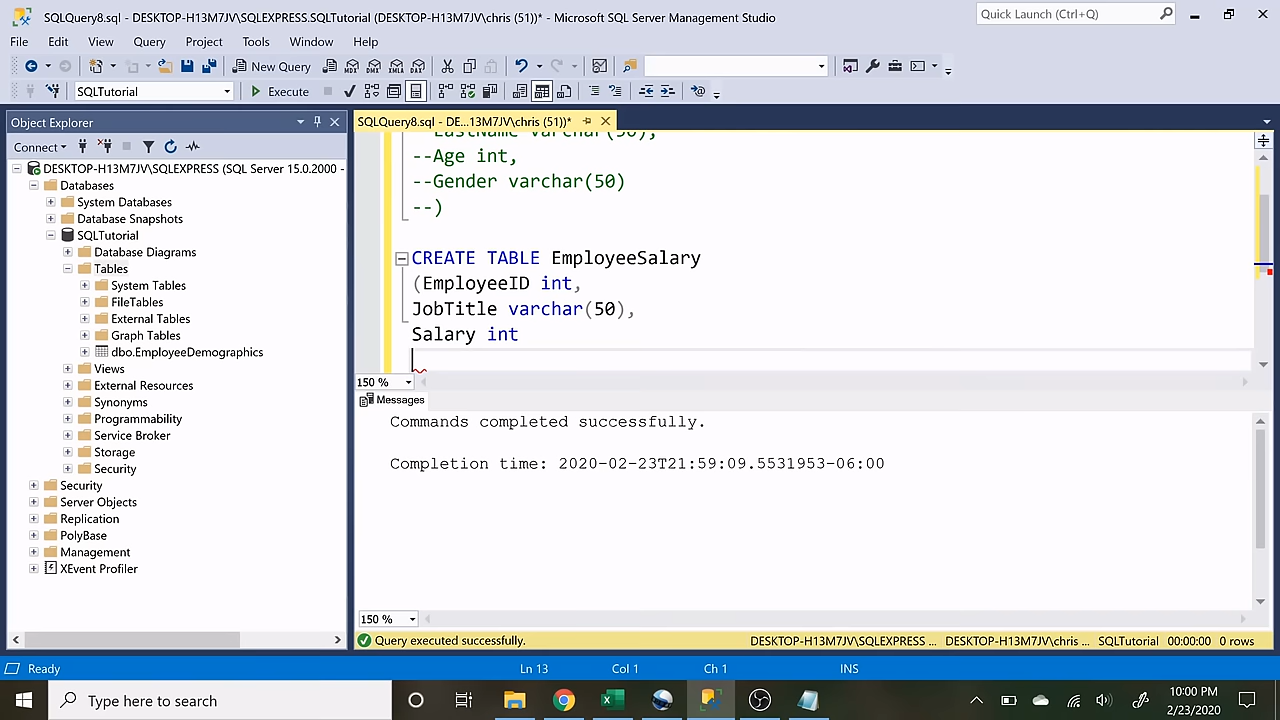 SQLQuery8.sql - DESKTOP-H13M7JV\SQLEXPRESS.SQLTutorial (DESKTOP-H13M7JV\chris (51))* - Microsoft SQL Server Management Studio
Quick Launch (Ctrl+Q)
File Edit View Query Project Tools Window Help
New Query
MDX DMX XMLA DAX
SQLTutorial
Execute
Object Explorer
SQLQuery8.sql - DE...13M7JV\chris (51))*
Connect
DESKTOP-H13M7JV\SQLEXPRESS (SQL Server 15.0.2000 -
Databases
System Databases
Database Snapshots
SQLTutorial
Database Diagrams
Tables
System Tables
FileTables
External Tables
Graph Tables
dbo.EmployeeDemographics
Views
External Resources
Synonyms
Programmability
Service Broker
Storage
Security
Security
Server Objects
Replication
PolyBase
Management
XEvent Profiler
--LastName varchar(50),
--Age int,
--Gender varchar(50)
--)
CREATE TABLE EmployeeSalary
(EmployeeID int,
JobTitle varchar(50),
Salary int
150 %
Messages
Commands completed successfully.
Completion time: 2020-02-23T21:59:09.5531953-06:00
150 %
Query executed successfully.
DESKTOP-H13M7JV\SQLEXPRESS ... DESKTOP-H13M7JV\chris ... SQLTutorial 00:00:00 0 rows
Ready
Ln 13 Col 1 Ch 1 INS
Type here to search
10:00 PM
2/23/2020